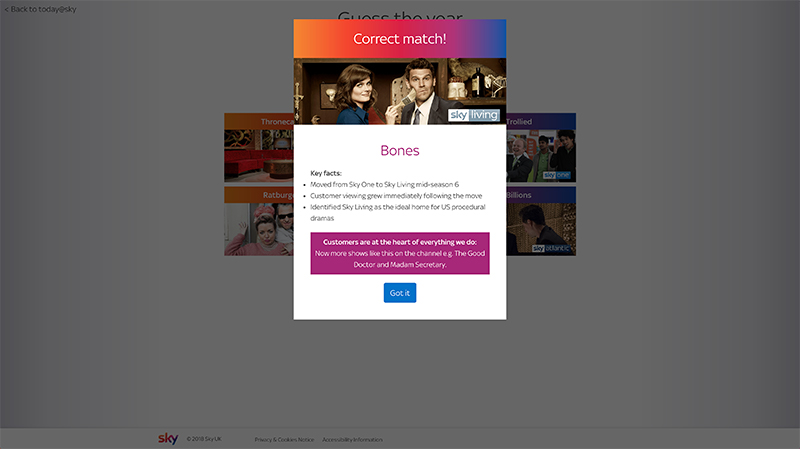 < Back to today@sky
Guess the year
Correct match!
sky living
Bones
Key facts:
• Moved from Sky One to Sky Living mid-season 6
• Customer viewing grew immediately following the move
• Identified Sky Living as the ideal home for US procedural
dramas
Customers are at the heart of everything we do:
Now more shows like this on the channel e.g. The Good
Doctor and Madam Secretary.
Got it
Trollied
sky one
Billions
sky atlantic
sky
© 2018 Sky UK
Privacy & Cookies Notice
Accessibility Information